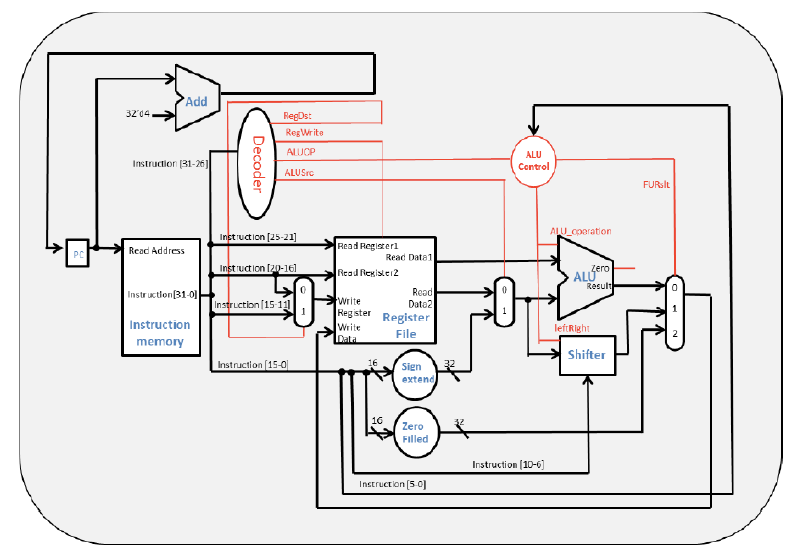 Add
32'd4
RegDst
RegWrite
ALUOP
ALUSrc
Decoder
ALU
Control
FURslt
Instruction [31-26]
ALU_operation
Instruction [25-21]
PC
Read Address
Instruction[31-0]
Instruction
memory
Instruction [20-16]
Instruction [15-11]
0
1
Read Register1
Read Data1
Read Register2
Read
Data2
Write
Register
Write
Data
Register
File
0
1
Zero
ALU
Result
0
1
2
leftRight
Shifter
Instruction [15-0]
16
Sign
extend
32
16
Zero
Filled
32
Instruction [10-6]
Instruction [5-0]